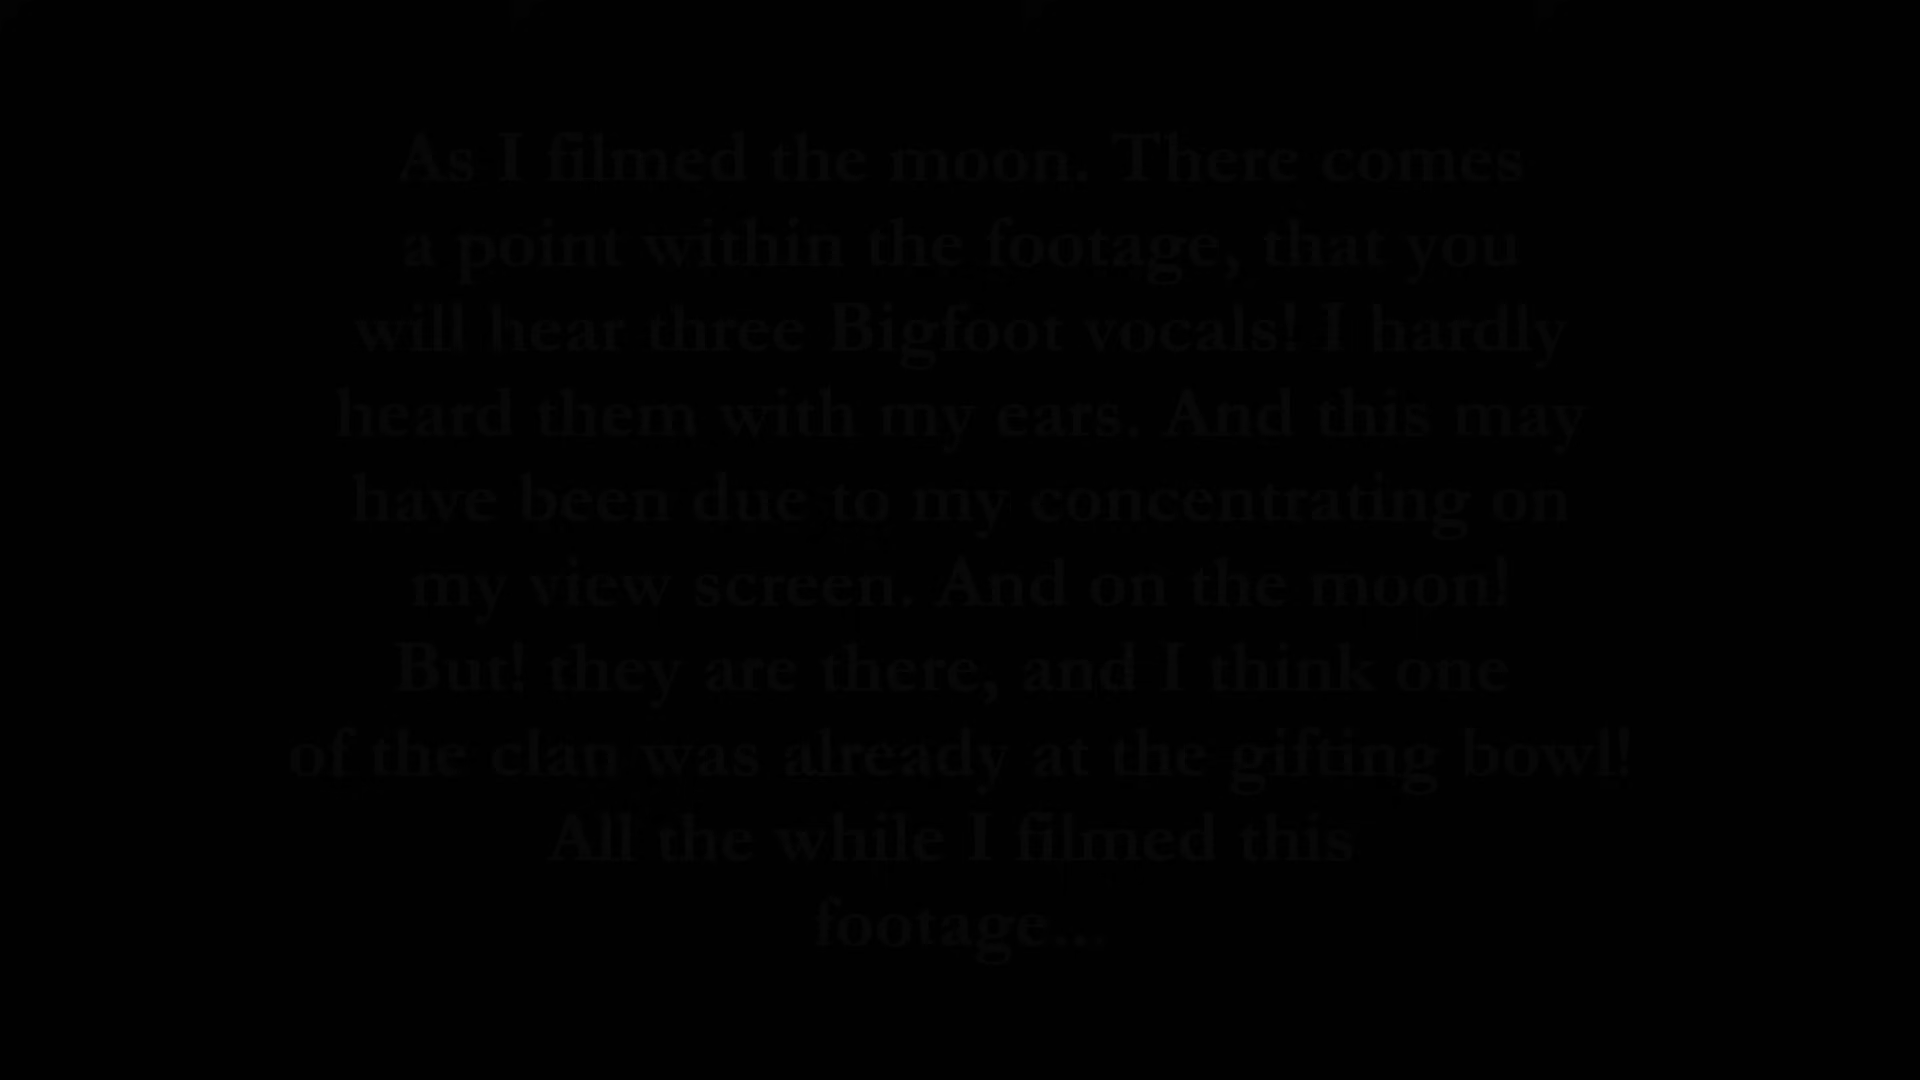 As I filmed the moon. There comes
a point within the footage, that you
will hear three Bigfoot vocals! I hardly
heard them with my ears. And this may
have been due to my concentrating on
my view screen. And on the moon!
But! they are there, and I think one
of the clan was already at the gifting bowl!
All the while I filmed this
footage...